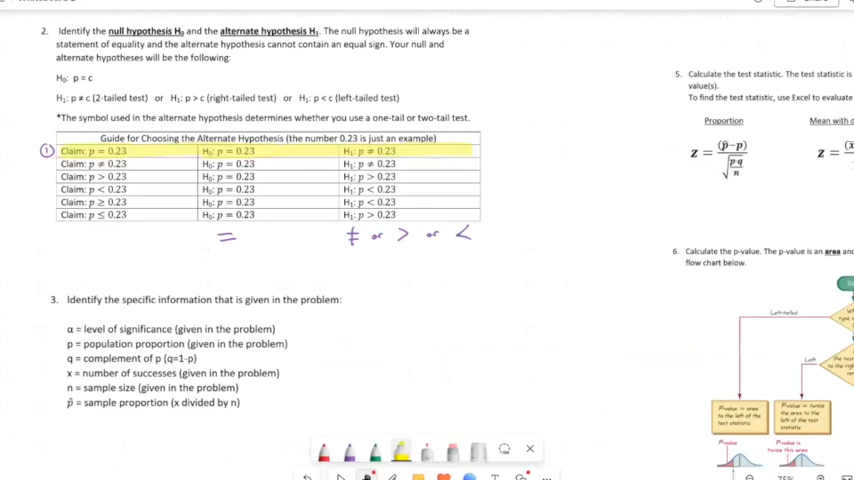 2. Identify the null hypothesis H₀ and the alternate hypothesis H₁. The null hypothesis will always be a
statement of equality and the alternate hypothesis cannot contain an equal sign. Your null and
alternate hypotheses will be the following:
H₀: p = c
H₁: p ≠ c (2-tailed test) or H₁: p > c (right-tailed test) or H₁: p < c (left-tailed test)
*The symbol used in the alternate hypothesis determines whether you use a one-tail or two-tail test.
Guide for Choosing the Alternate Hypothesis (the number 0.23 is just an example)
① Claim: p = 0.23 H₀: p = 0.23 H₁: p ≠ 0.23
Claim: p ≠ 0.23 H₀: p = 0.23 H₁: p ≠ 0.23
Claim: p > 0.23 H₀: p = 0.23 H₁: p > 0.23
Claim: p < 0.23 H₀: p = 0.23 H₁: p < 0.23
Claim: p ≥ 0.23 H₀: p = 0.23 H₁: p < 0.23
Claim: p ≤ 0.23 H₀: p = 0.23 H₁: p > 0.23
= ≠ or > or <
3. Identify the specific information that is given in the problem:
α = level of significance (given in the problem)
p = population proportion (given in the problem)
q = complement of p (q=1-p)
x = number of successes (given in the problem)
n = sample size (given in the problem)
p̂ = sample proportion (x divided by n)
5. Calculate the test statistic. The test statistic is
value(s).
To find the test statistic, use Excel to evaluate
Proportion Mean with
Z = (p̂−p) / √(p·q / n) Z =
6. Calculate the p-value. The p-value is an area and
flow chart below.
Left-tailed
type
Left
the test
to the right
P-value = area
to the left of the
test statistic
P-value = twice
the area to the
left of the test
statistic
P-value
P-value is
twice this area
75%